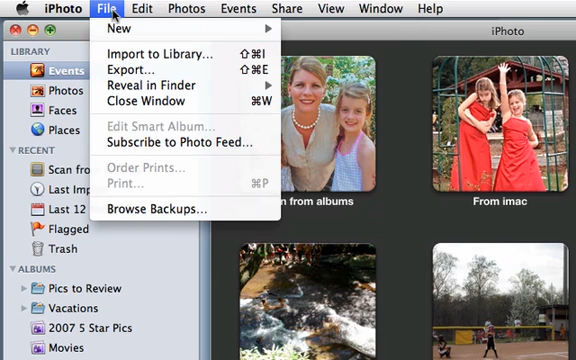 iPhoto File Edit Photos Events Share View Window Help
iPhoto
LIBRARY
Events
Photos
Faces
Places
RECENT
Scan fro
Last Imp
Last 12
Flagged
Trash
ALBUMS
Pics to Review
Vacations
2007 5 Star Pics
Movies
New
Import to Library... ⇧⌘I
Export... ⇧⌘E
Reveal in Finder
Close Window ⌘W
Edit Smart Album...
Subscribe to Photo Feed...
Order Prints...
Print... ⌘P
Browse Backups...
n from albums
From imac